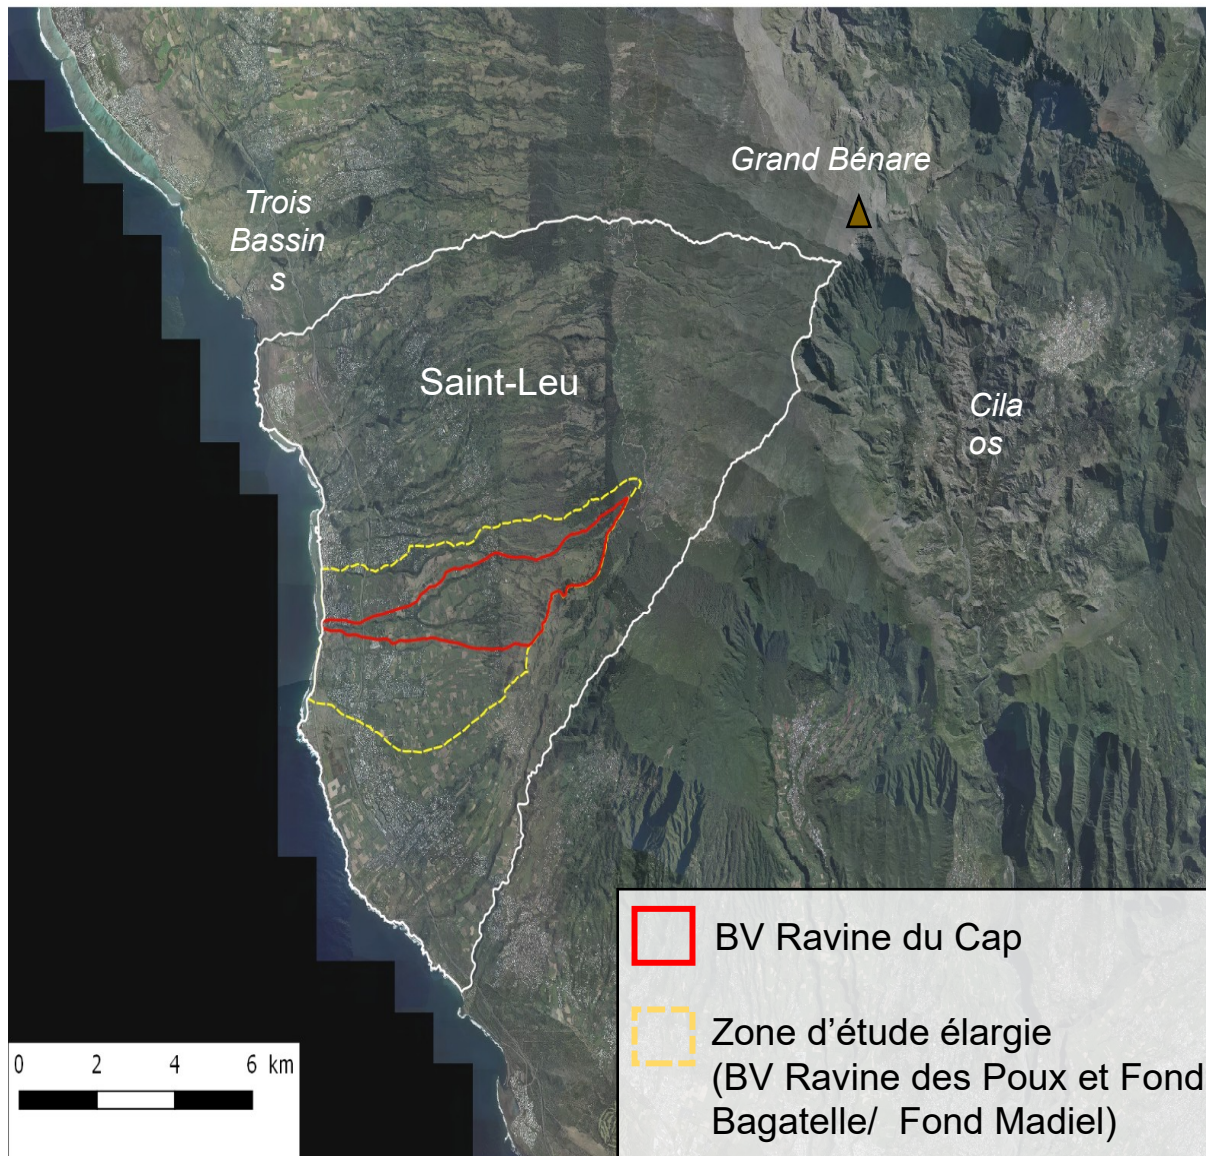 Grand Bénare
Trois
Bassin
s
Saint-Leu
Cila
os
BV Ravine du Cap
Zone d’étude élargie
(BV Ravine des Poux et Fond
Bagatelle/ Fond Madiel)
0 2 4 6 km